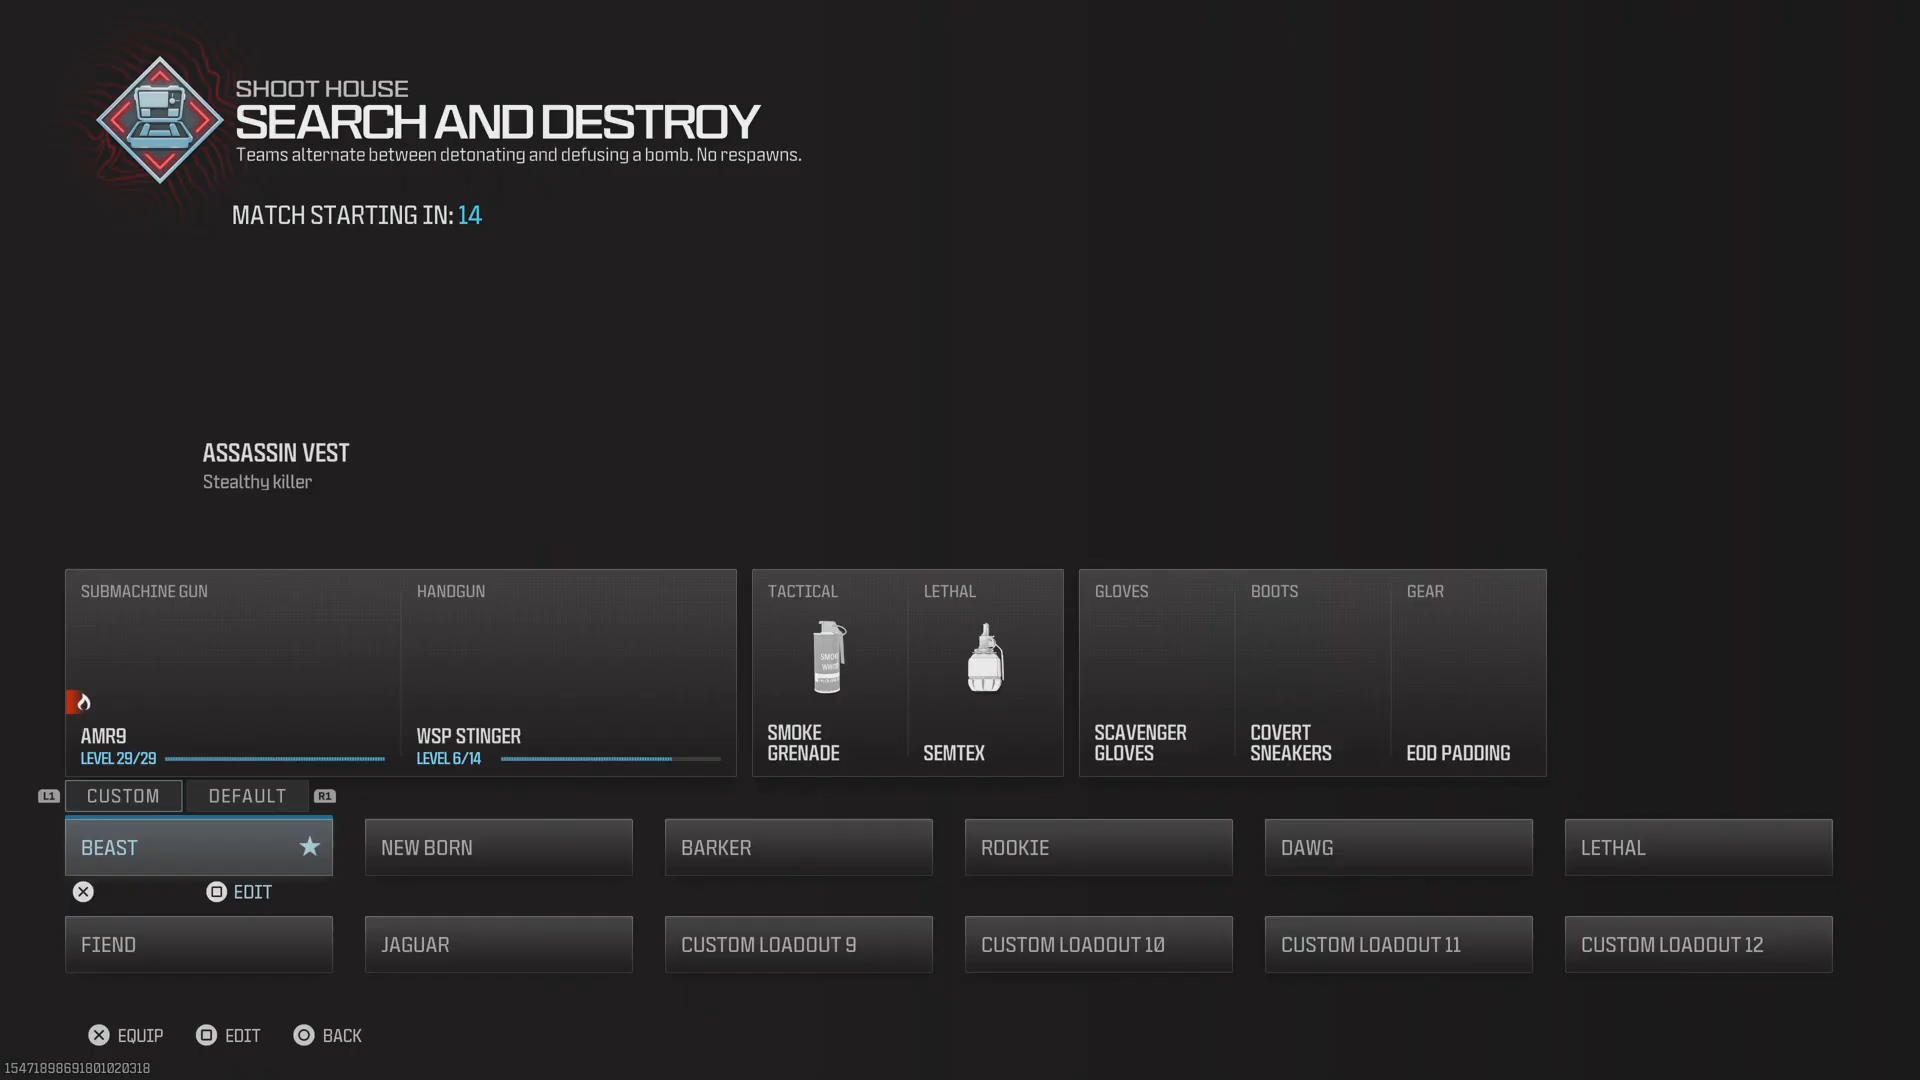 SHOOT HOUSE
SEARCH AND DESTROY
Teams alternate between detonating and defusing a bomb. No respawns.
MATCH STARTING IN: 14
ASSASSIN VEST
Stealthy killer
SUBMACHINE GUN
HANDGUN
TACTICAL
LETHAL
GLOVES
BOOTS
GEAR
SMOKE
AMR9
LEVEL 29/29
WSP STINGER
LEVEL 6/14
SMOKE
GRENADE
SEMTEX
SCAVENGER
GLOVES
COVERT
SNEAKERS
EOD PADDING
L1
CUSTOM
DEFAULT
R1
BEAST
NEW BORN
BARKER
ROOKIE
DAWG
LETHAL
EDIT
FIEND
JAGUAR
CUSTOM LOADOUT 9
CUSTOM LOADOUT 10
CUSTOM LOADOUT 11
CUSTOM LOADOUT 12
EQUIP
EDIT
BACK
15471898691801020318